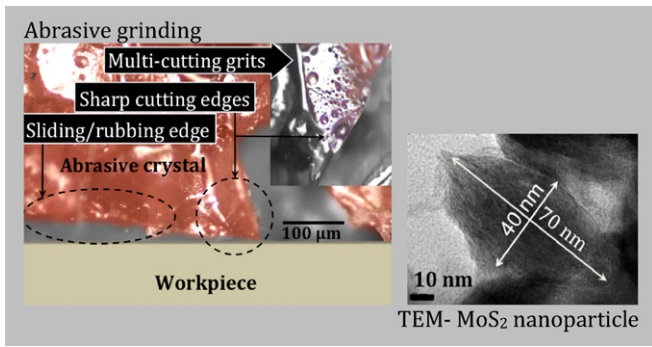 Abrasive grinding
Multi-cutting grits
Sharp cutting edges
Sliding/rubbing edge
Abrasive crystal
100 µm
Workpiece
40 nm
70 nm
10 nm
TEM- MoS₂ nanoparticle